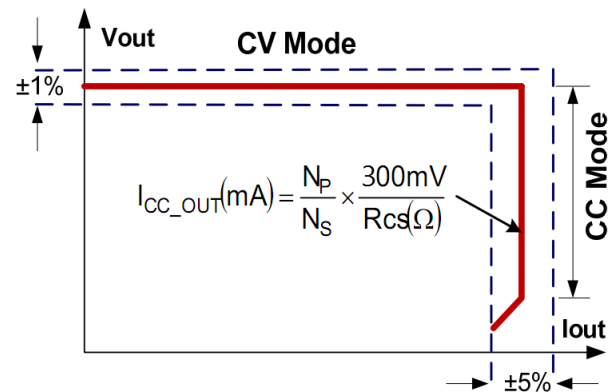 Vout
CV Mode
±1%
I_CC_OUT(mA) = N_P/N_S × 300mV/Rcs(Ω)
CC Mode
Iout
±5%